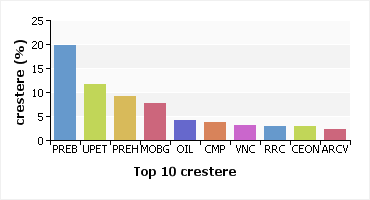 crestere (%)
25
20
15
10
5
0
PREB UPET PREH MOBG OIL CMP VNC RRC CEON ARCV
Top 10 crestere